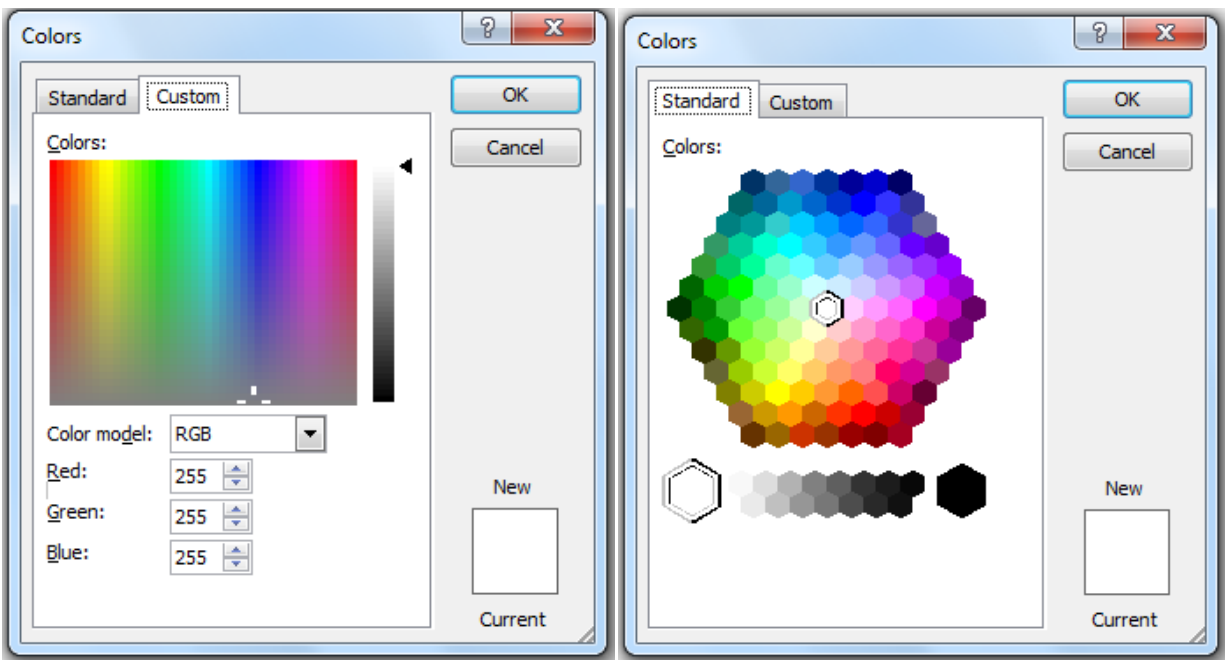 Colors
Standard Custom OK
Colors: Cancel
Color model: RGB
Red: 255
Green: 255
Blue: 255
New
Current
Colors
Standard Custom OK
Colors: Cancel
New
Current